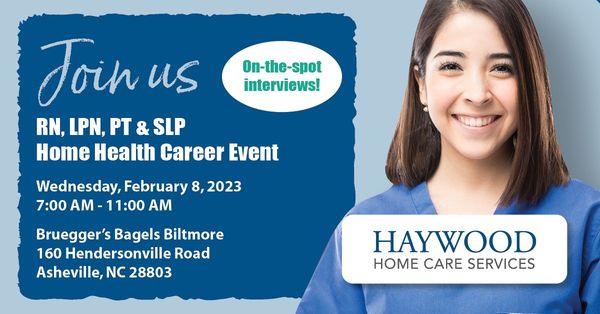 Join us
On-the-spot
interviews!
RN, LPN, PT & SLP
Home Health Career Event
Wednesday, February 8, 2023
7:00 AM - 11:00 AM
Bruegger's Bagels Biltmore
160 Hendersonville Road
Asheville, NC 28803
HAYWOOD
HOME CARE SERVICES